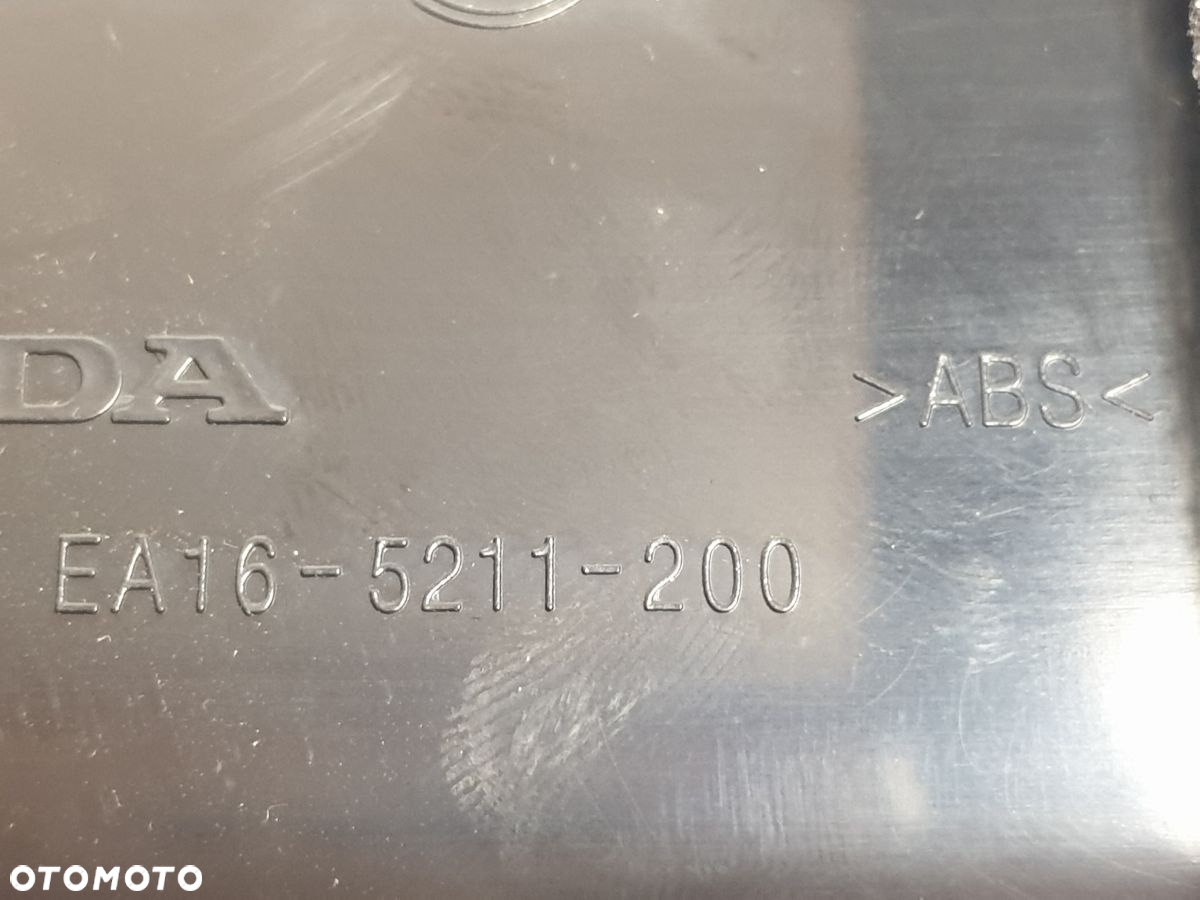 DA
>ABS<
EA16-5211-200
OTOMOTO